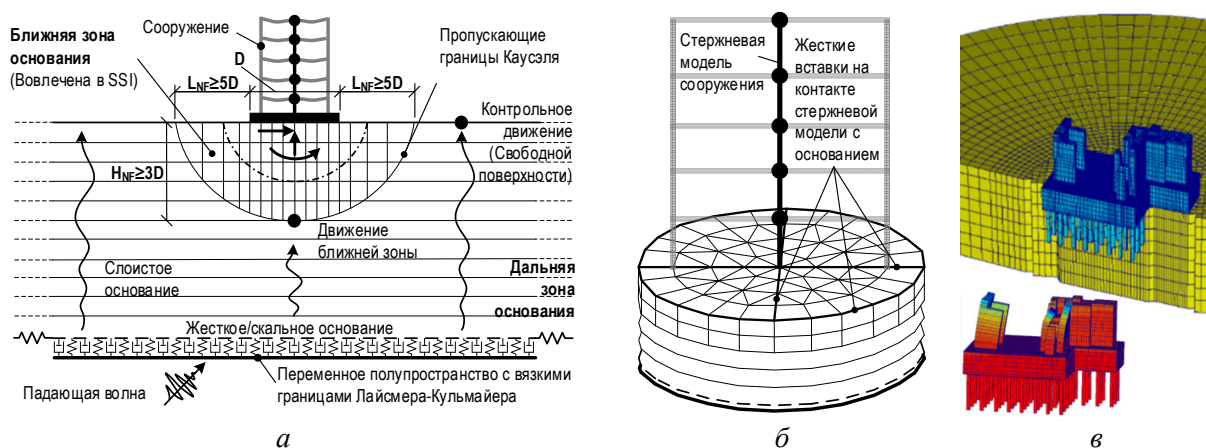 Ближняя зона
основания
(Вовлечена в SSI)
Сооружение
D
Пропускающие
границы Каусэля
L_NF≥5D
L_NF≥5D
Контрольное
движение
(Свободной
поверхности)
H_NF≥3D
Движение
ближней зоны
Слоистое
основание
Дальняя
зона
основания
Жесткое/скальное основание
Падающая волна
Переменное полупространство с вязкими
границами Лайсмера-Кульмайера
а
Стержневая
модель
сооружения
Жесткие
вставки на
контакте
стержневой
модели с
основанием
б
в